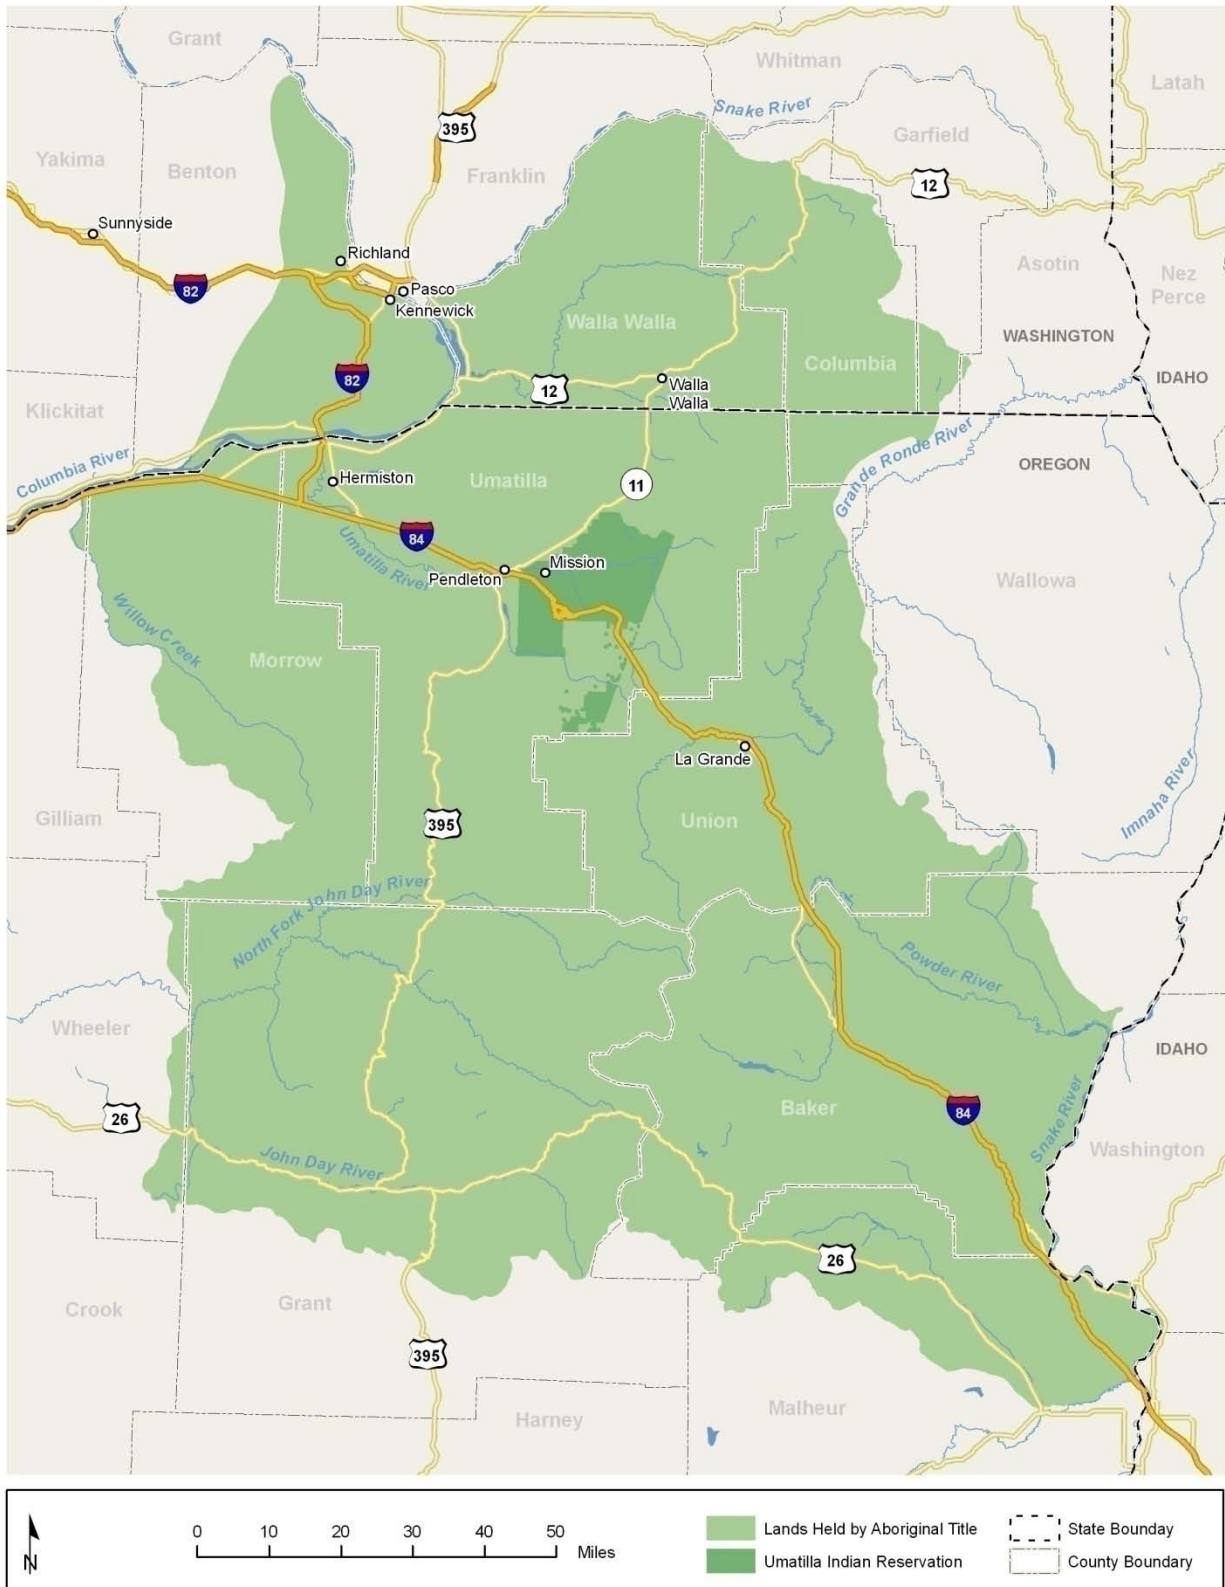 Grant
Whitman
Latah
Snake River
395
Garfield
Yakima
Benton
Franklin
12
Sunnyside
Richland
Asotin
Nez
Perce
82
Pasco
Kennewick
Walla Walla
WASHINGTON
Columbia
82
12
Walla
Walla
IDAHO
Klickitat
Columbia River
Grande Ronde River
OREGON
Hermiston
Umatilla
11
84
Umatilla River
Mission
Pendleton
Wallowa
Willow Creek
Morrow
La Grande
Imnaha River
Gilliam
395
Union
North Fork John Day River
Powder River
Wheeler
IDAHO
26
Baker
84
Snake River
Washington
John Day River
26
Crook
Grant
395
Harney
Malheur
N
0 10 20 30 40 50
Miles
Lands Held by Aboriginal Title
Umatilla Indian Reservation
State Bounday
County Boundary